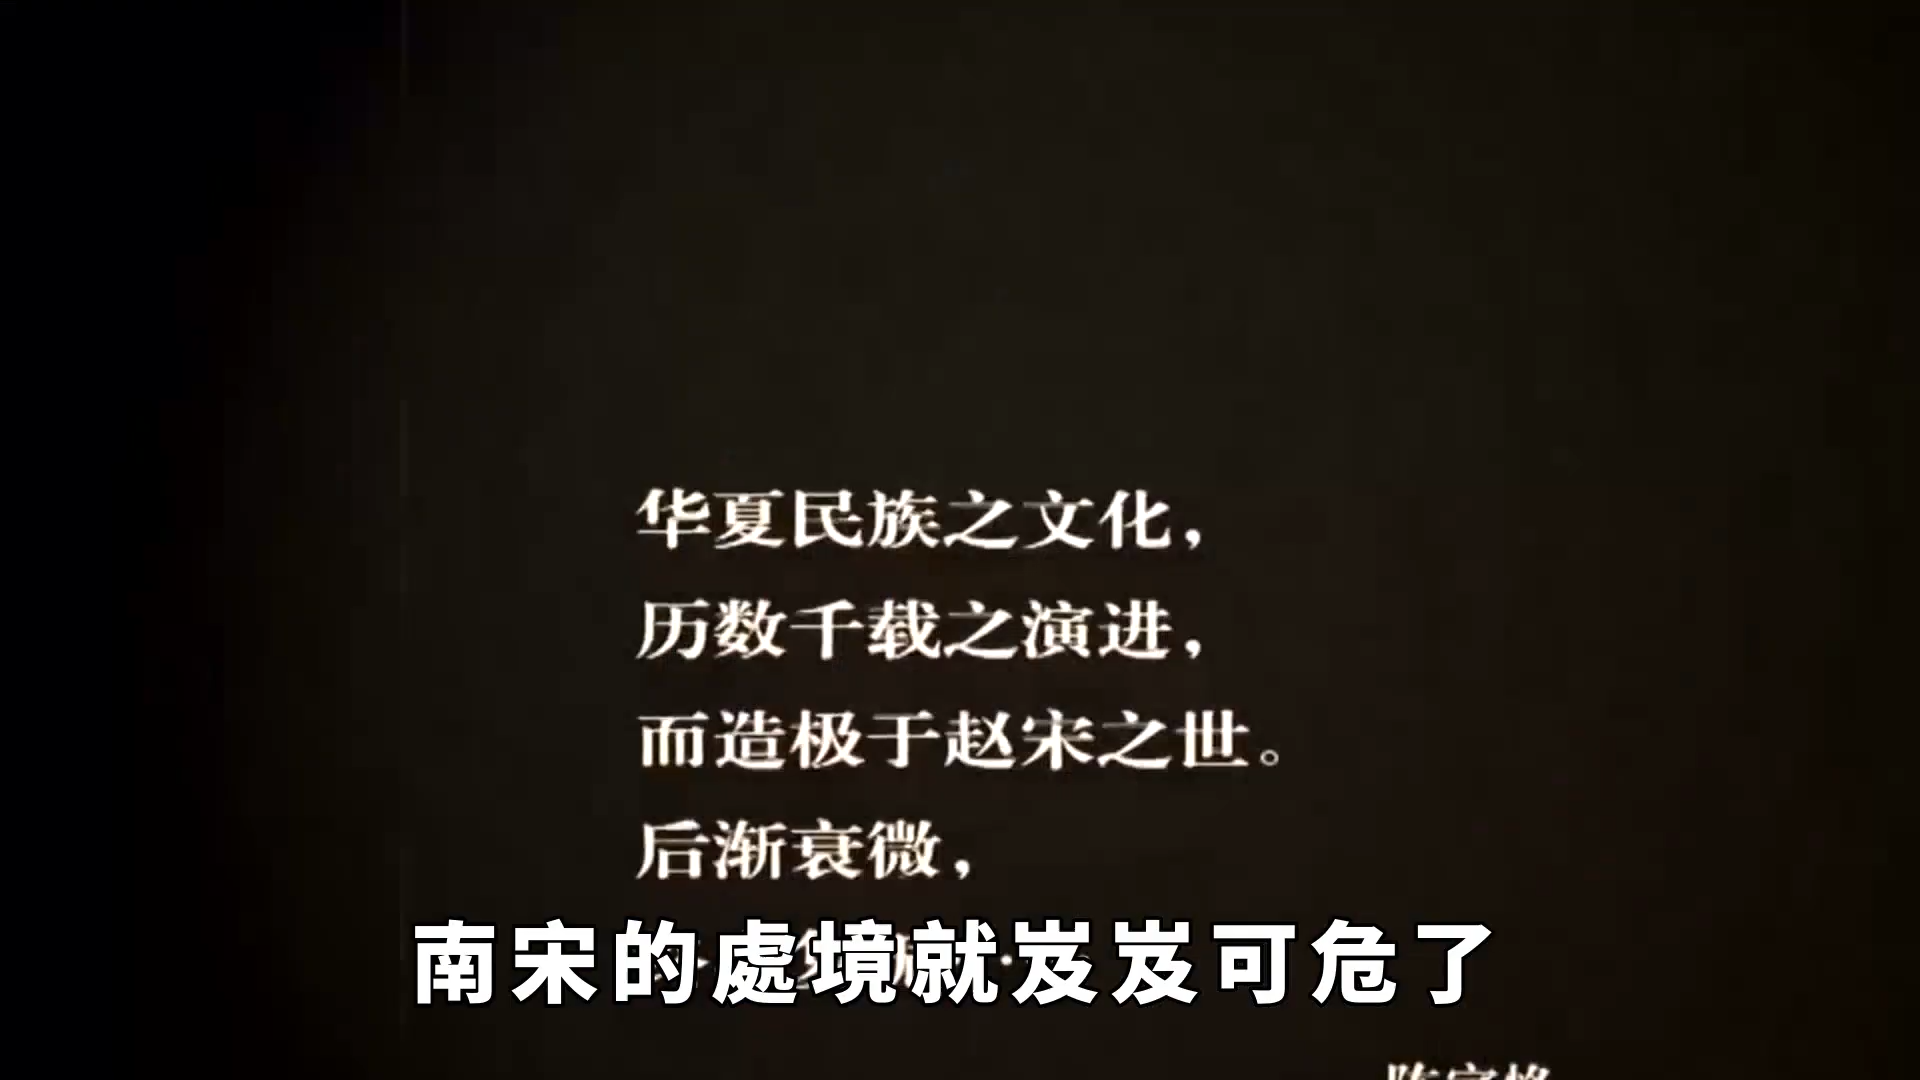 华夏民族之文化，
历数千载之演进，
而造极于赵宋之世。
后渐衰微，
南宋的處境就岌岌可危了